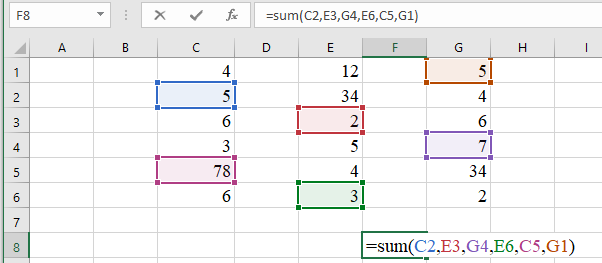 F8 fx =sum(C2,E3,G4,E6,C5,G1)
A B C D E F G H I
1 4 12 5
2 5 34 4
3 6 2 6
4 3 5 7
5 78 4 34
6 6 3 2
7
8 =sum(C2,E3,G4,E6,C5,G1)